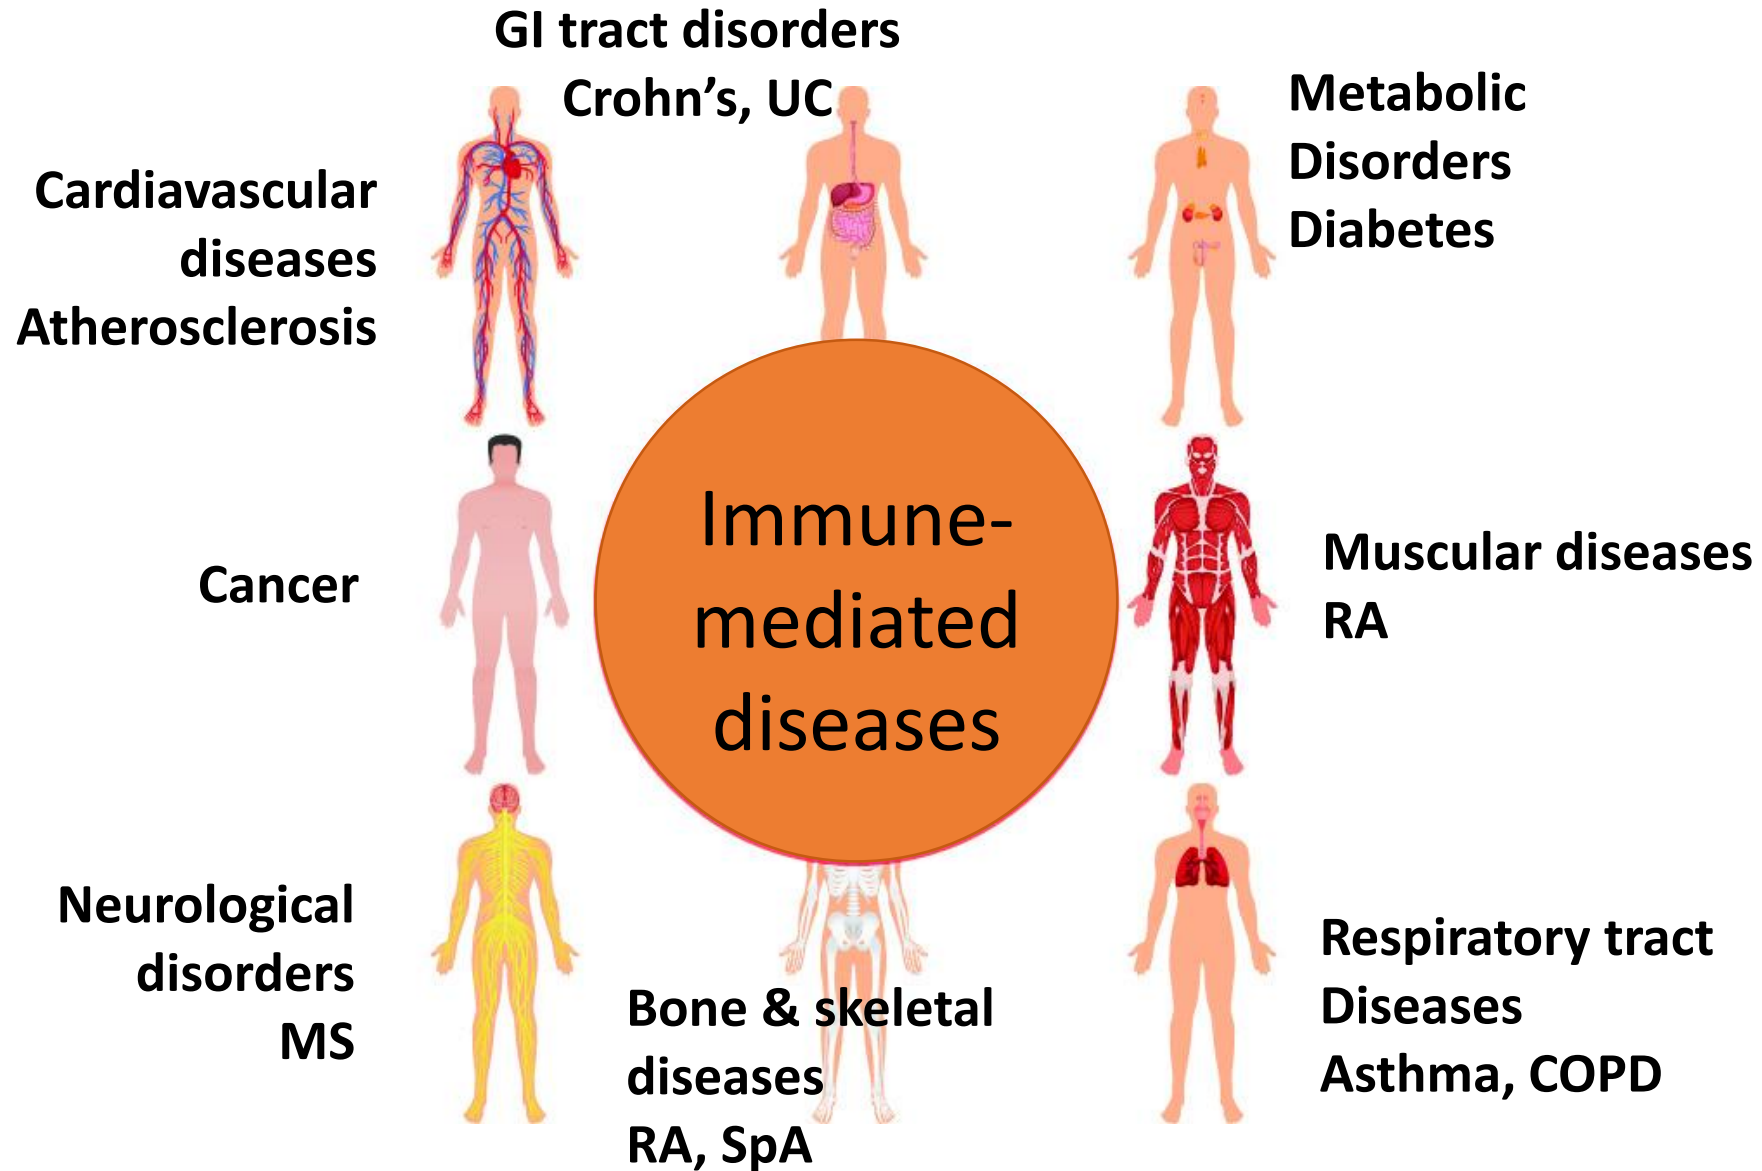 GI tract disorders
Crohn’s, UC
Metabolic
Disorders
Diabetes
Cardiavascular
diseases
Atherosclerosis
Immune-
mediated
diseases
Cancer
Muscular diseases
RA
Neurological
disorders
MS
Bone & skeletal
diseases
RA, SpA
Respiratory tract
Diseases
Asthma, COPD